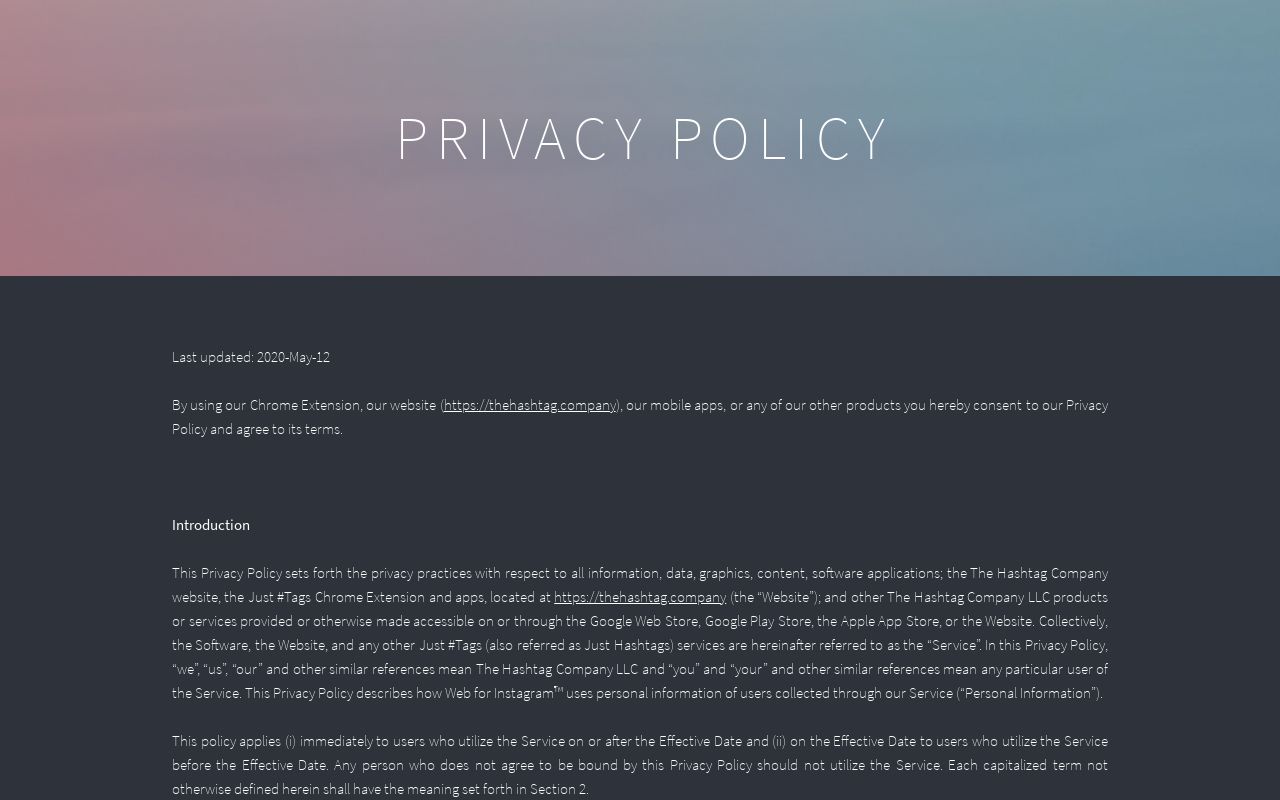 PRIVACY POLICY
Last updated: 2020-May-12
By using our Chrome Extension, our website (https://thehashtag.company), our mobile apps, or any of our other products you hereby consent to our Privacy
Policy and agree to its terms.
Introduction
This Privacy Policy sets forth the privacy practices with respect to all information, data, graphics, content, software applications; the The Hashtag Company
website, the Just #Tags Chrome Extension and apps, located at https://thehashtag.company (the “Website”); and other The Hashtag Company LLC products
or services provided or otherwise made accessible on or through the Google Web Store, Google Play Store, the Apple App Store, or the Website. Collectively,
the Software, the Website, and any other Just #Tags (also referred as Just Hashtags) services are hereinafter referred to as the “Service”. In this Privacy Policy,
“we”, “us”, “our” and other similar references mean The Hashtag Company LLC and “you” and “your” and other similar references mean any particular user of
the Service. This Privacy Policy describes how Web for Instagram™ uses personal information of users collected through our Service (“Personal Information”).
This policy applies (i) immediately to users who utilize the Service on or after the Effective Date and (ii) on the Effective Date to users who utilize the Service
before the Effective Date. Any person who does not agree to be bound by this Privacy Policy should not utilize the Service. Each capitalized term not
otherwise defined herein shall have the meaning set forth in Section 2.